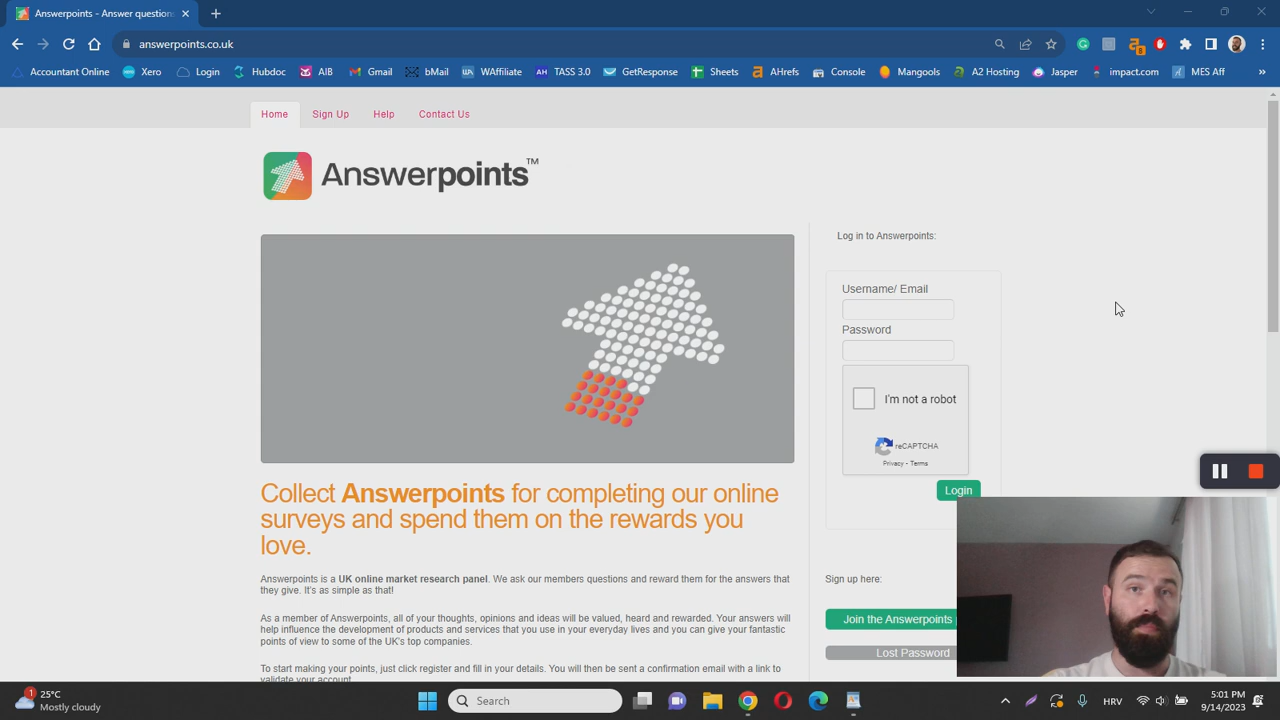 Answerpoints - Answer question
answerpoints.co.uk
8
Accountant Online
Xero
Login
Hubdoc
AIB
Gmail
bMail
WAffiliate
TASS 3.0
GetResponse
Sheets
AHrefs
Console
Mangools
A2 Hosting
Jasper
impact.com
MES Aff
»
Home
Sign Up
Help
Contact Us
Answerpoints™
Log in to Answerpoints:
Username/ Email
Password
I'm not a robot
reCAPTCHA
Privacy - Terms
Login
Collect Answerpoints for completing our online
surveys and spend them on the rewards you
love.
Answerpoints is a UK online market research panel. We ask our members questions and reward them for the answers that
they give. It's as simple as that!
As a member of Answerpoints, all of your thoughts, opinions and ideas will be valued, heard and rewarded. Your answers will
help influence the development of products and services that you use in your everyday lives and you can give your fantastic
points of view to some of the UK's top companies.
To start making your points, just click register and fill in your details. You will then be sent a confirmation email with a link to
validate your account.
Sign up here:
Join the Answerpoints
Lost Password
1
25°C
Mostly cloudy
Search
HRV
5:01 PM
9/14/2023